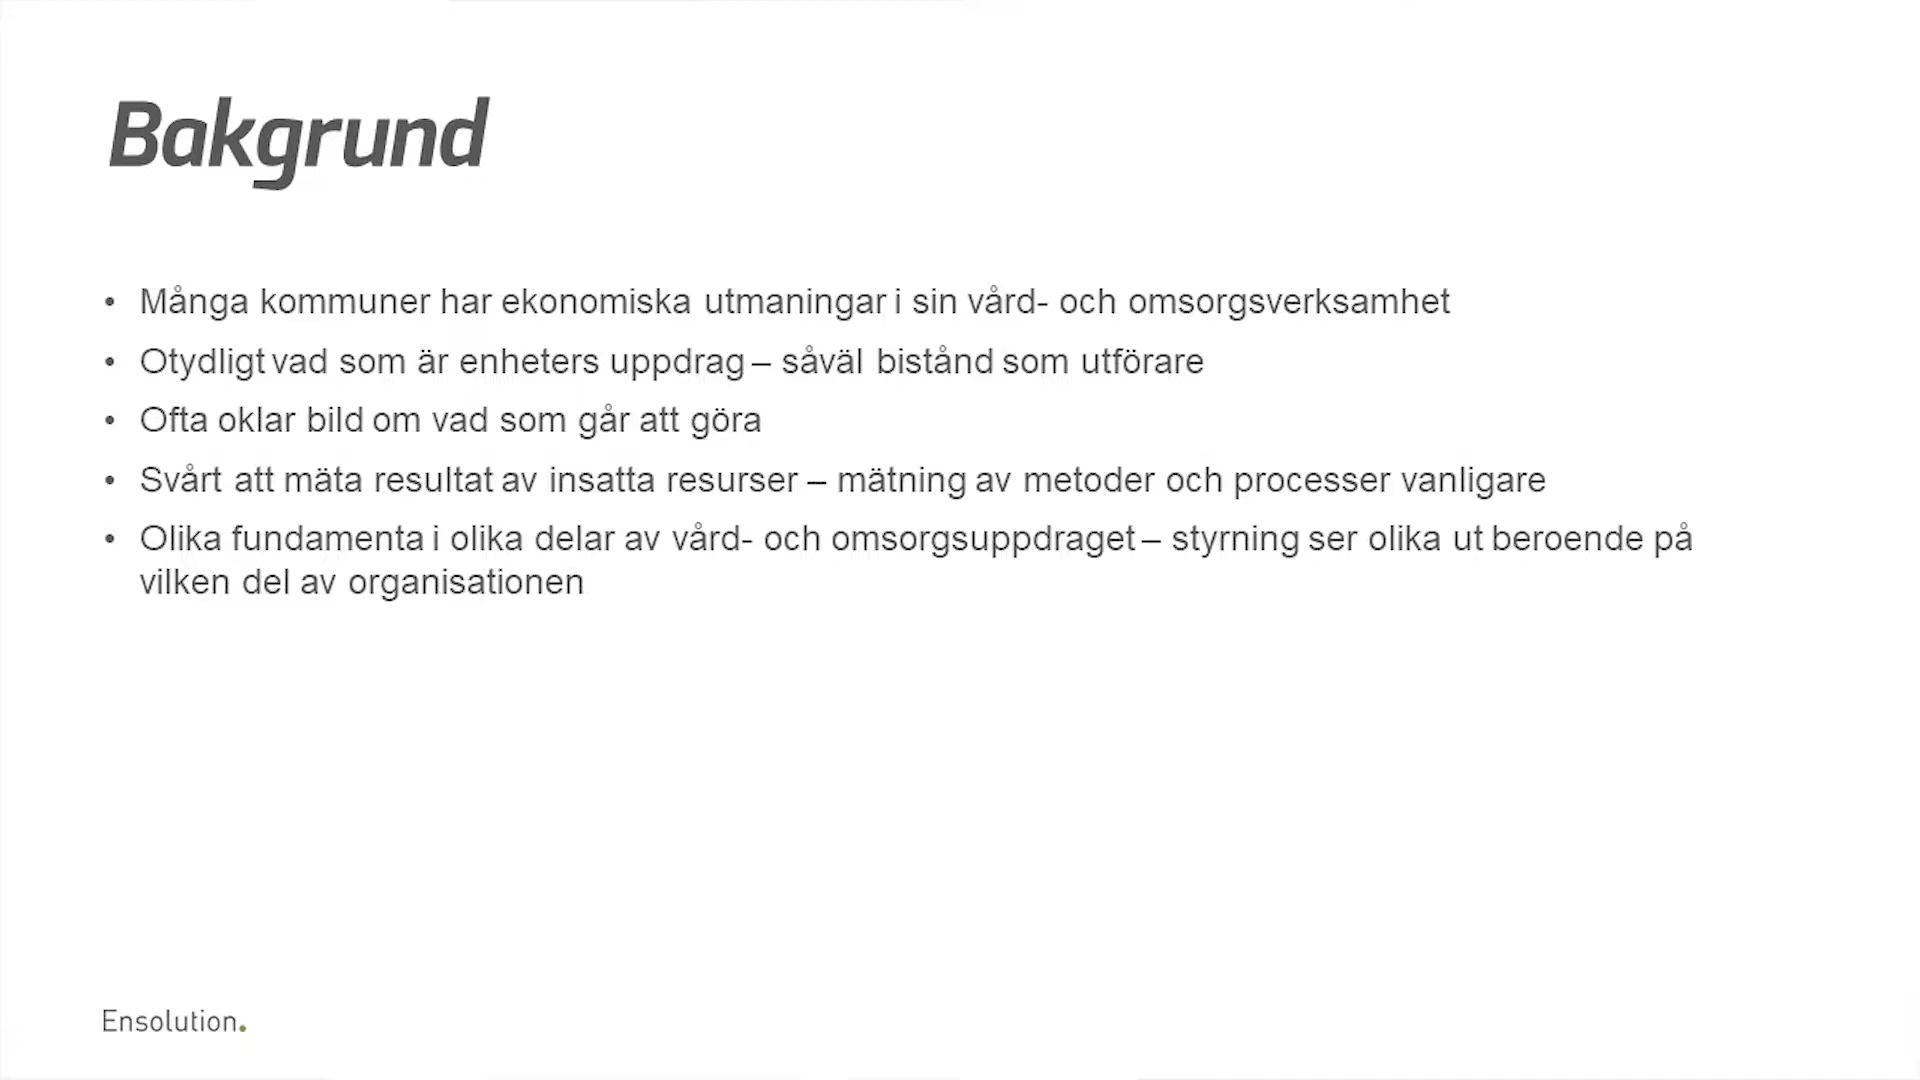 Bakgrund
• Många kommuner har ekonomiska utmaningar i sin vård- och omsorgsverksamhet
• Otydligt vad som är enheters uppdrag – såväl bistånd som utförare
• Ofta oklar bild om vad som går att göra
• Svårt att mäta resultat av insatta resurser – mätning av metoder och processer vanligare
• Olika fundamenta i olika delar av vård- och omsorgsuppdraget – styrning ser olika ut beroende på
vilken del av organisationen
Ensolution.